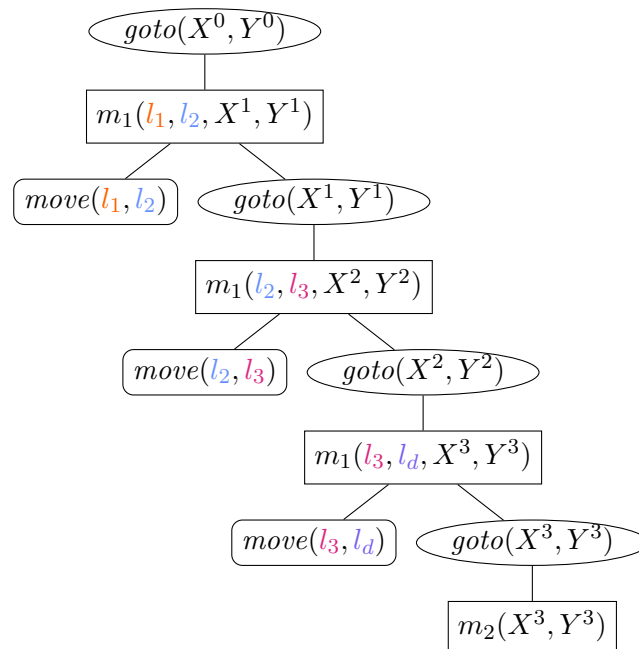 goto(X⁰, Y⁰)
m₁(l₁, l₂, X¹, Y¹)
move(l₁, l₂)
goto(X¹, Y¹)
m₁(l₂, l₃, X², Y²)
move(l₂, l₃)
goto(X², Y²)
m₁(l₃, l_d, X³, Y³)
move(l₃, l_d)
goto(X³, Y³)
m₂(X³, Y³)